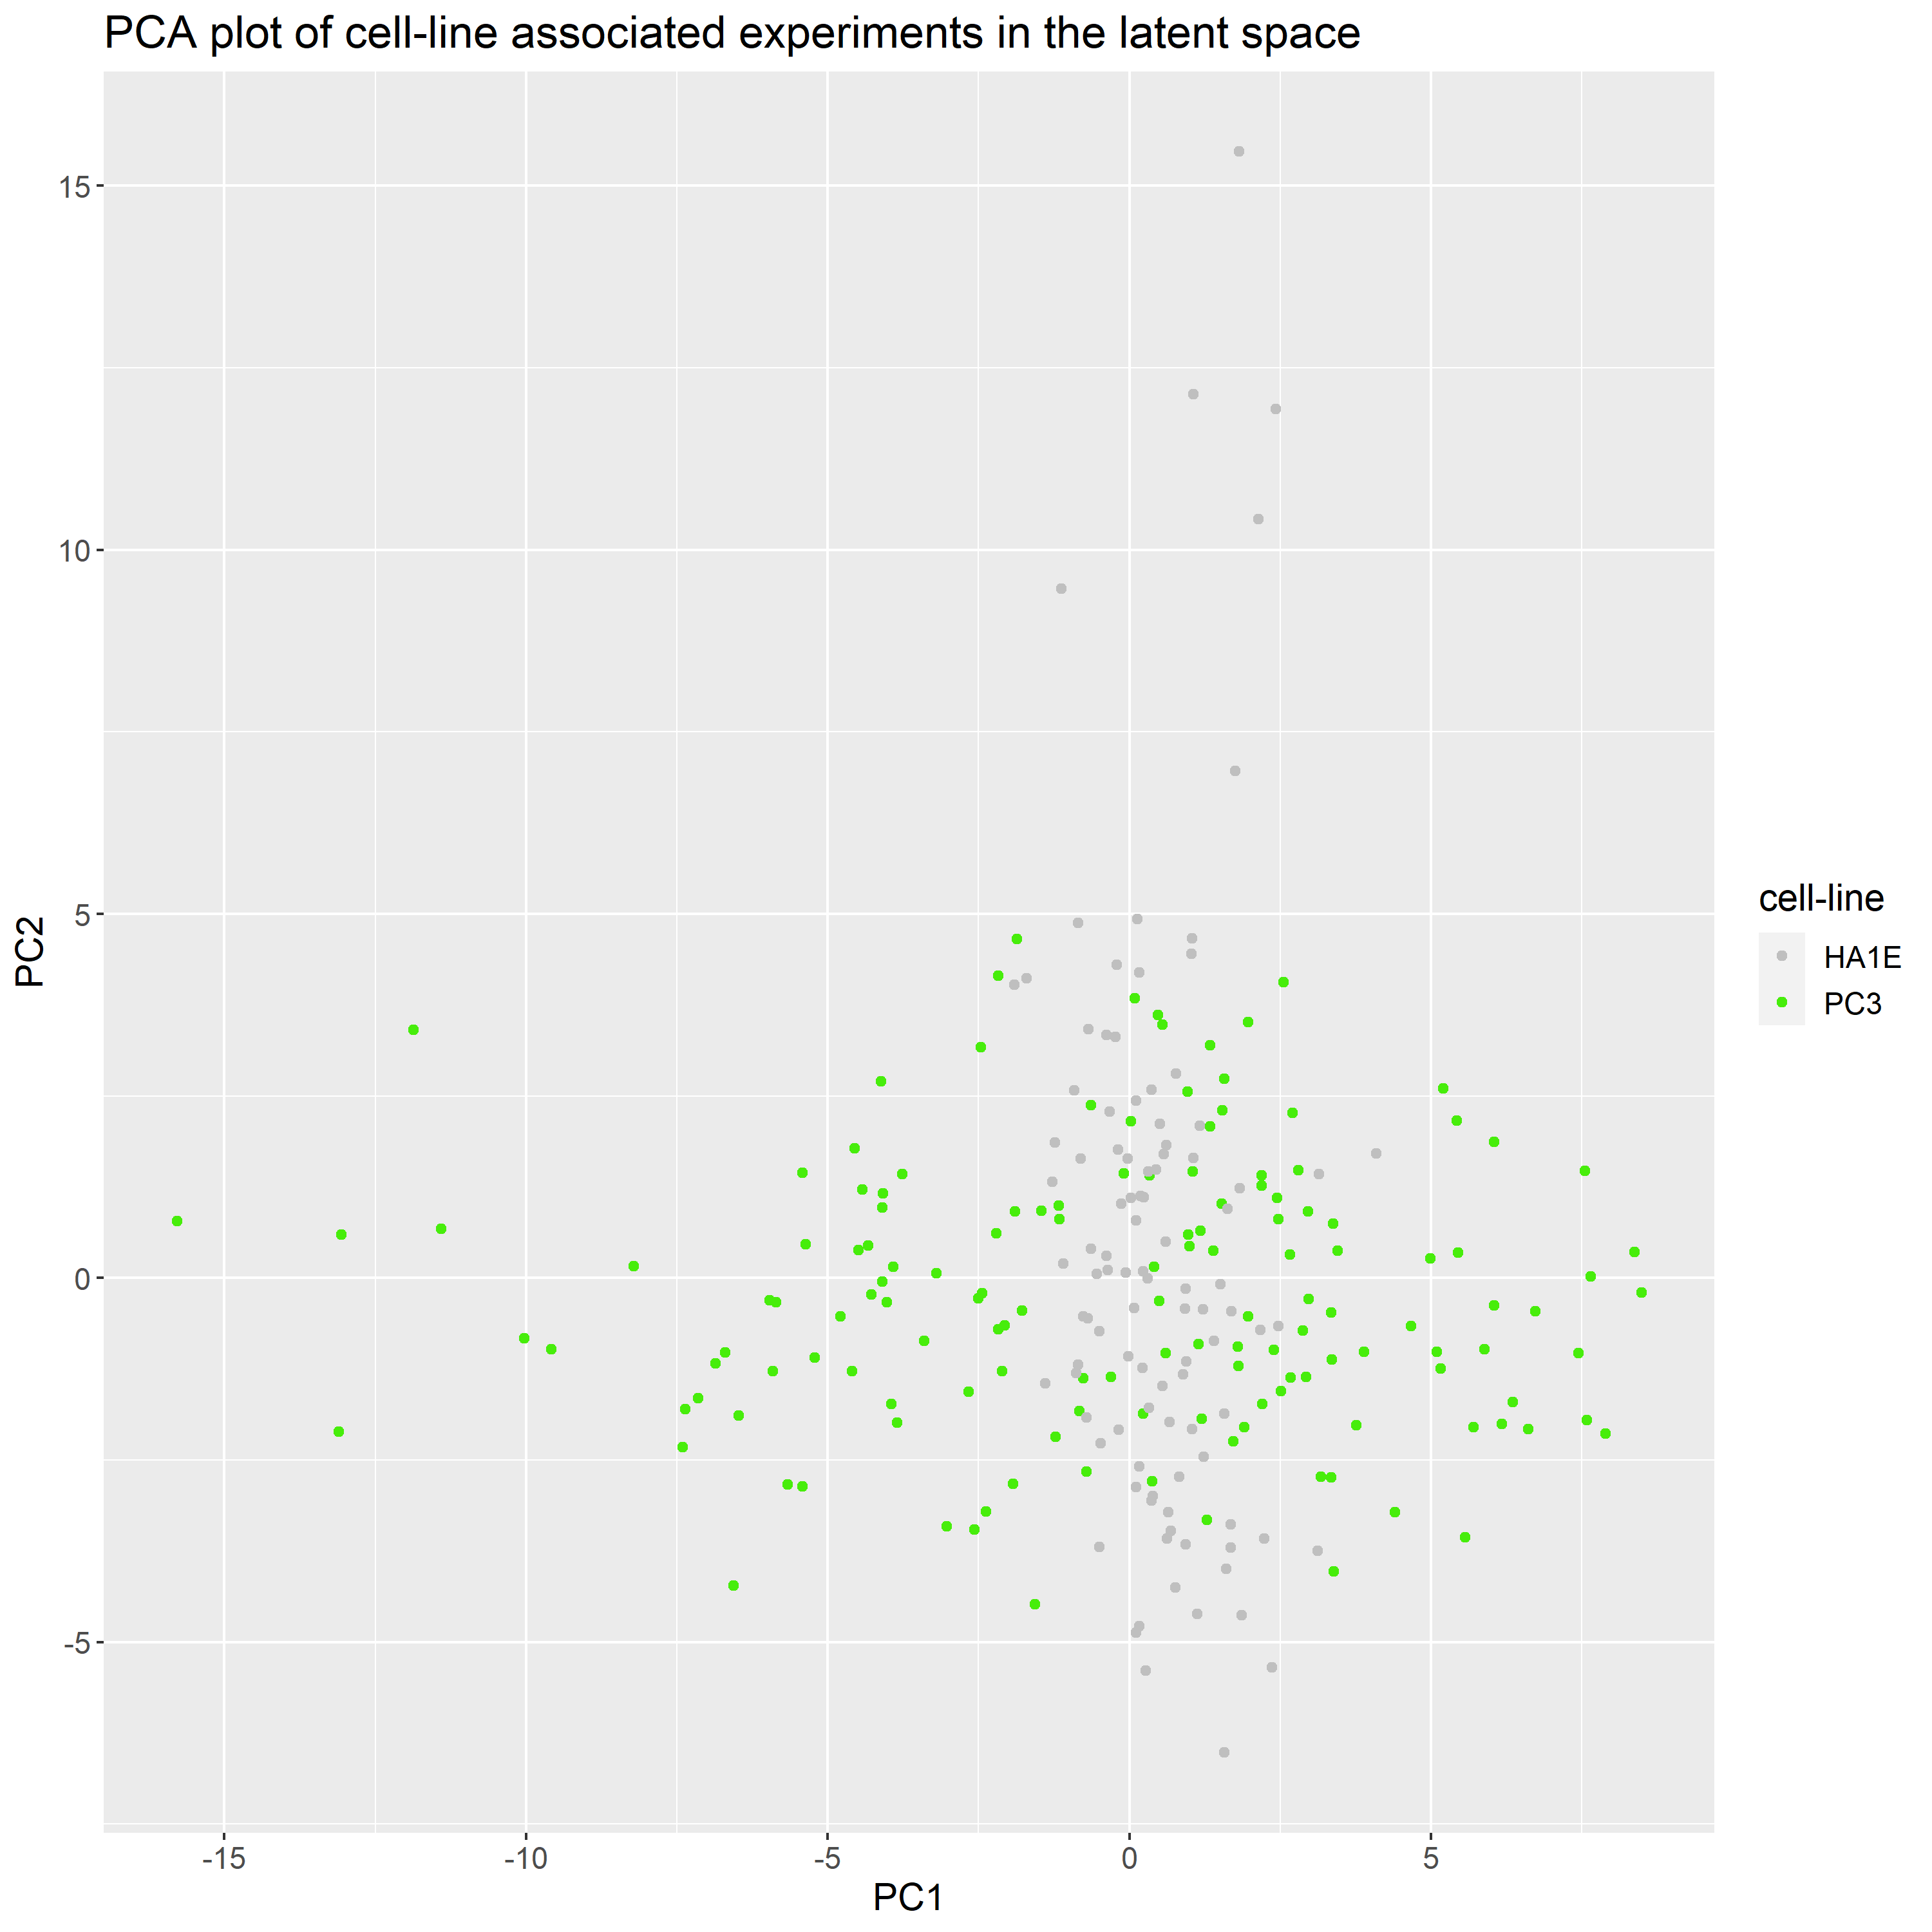 PCA plot of cell-line associated experiments in the latent space
15
10
5
0
-5
PC2
-15
-10
-5
0
5
PC1
cell-line
HA1E
PC3